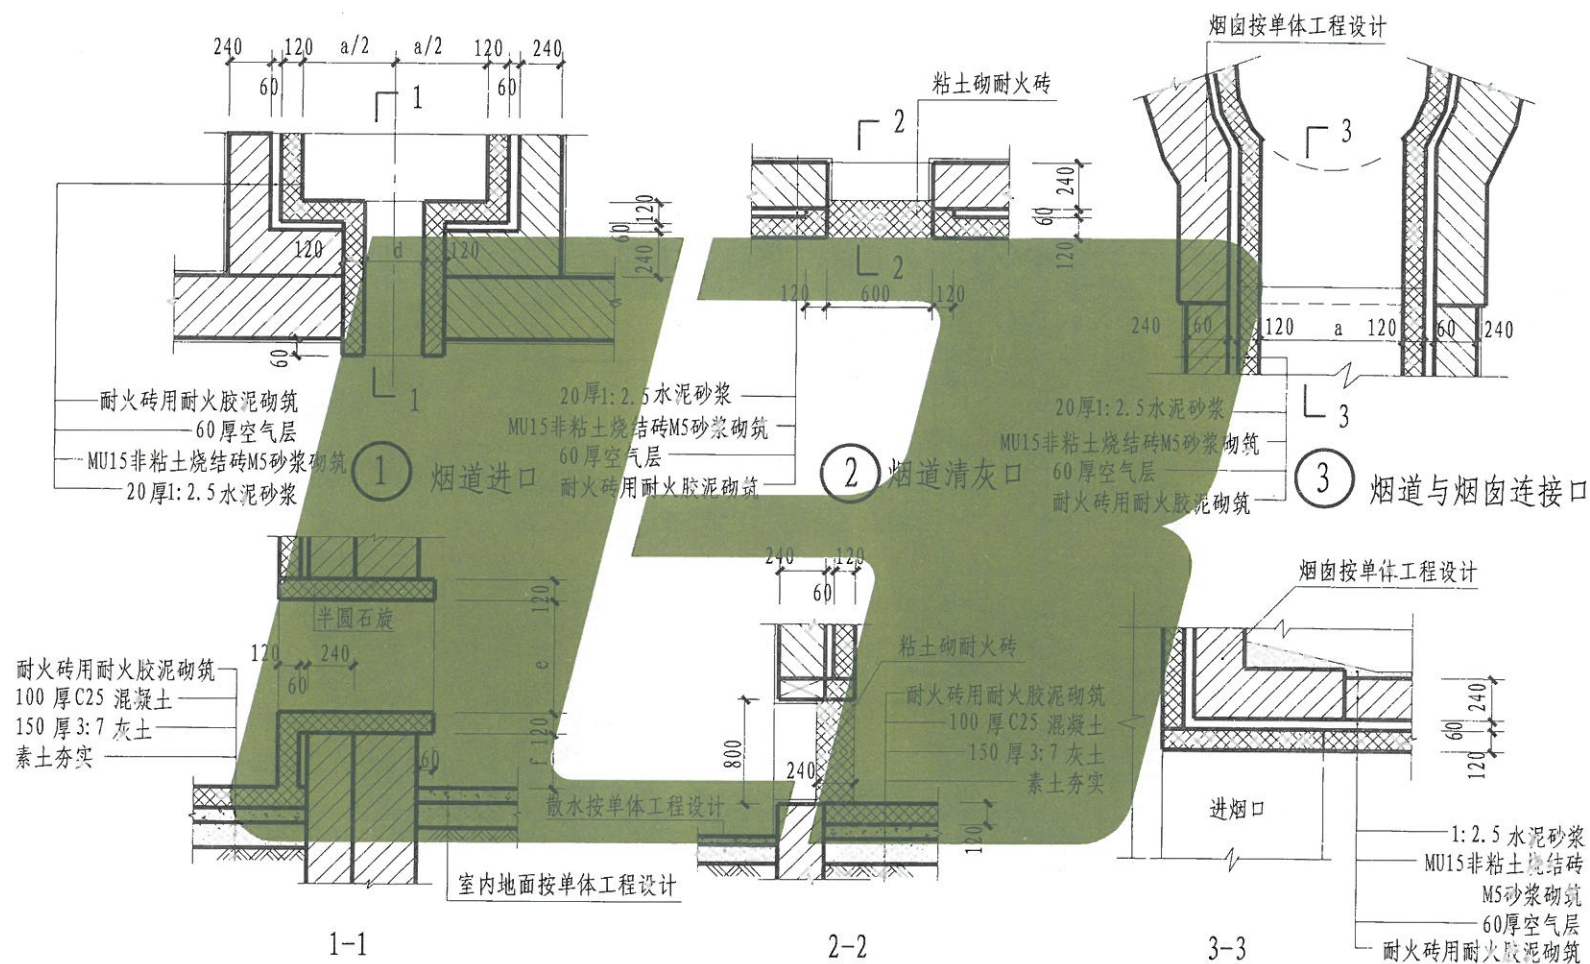 烟囱按单体工程设计
240 120 a/2 a/2 120 240
60 60
1
粘土砌耐火砖
2
3
240
60
120
120
60
240
120 d 120
2
120 600 120
60
240 60 120 a 120 60 240
1
3
耐火砖用耐火胶泥砌筑
60厚空气层
MU15非粘土烧结砖M5砂浆砌筑
20厚1:2.5水泥砂浆
1 烟道进口
20厚1:2.5水泥砂浆
MU15非粘土烧结砖M5砂浆砌筑
60厚空气层
耐火砖用耐火胶泥砌筑
2 烟道清灰口
20厚1:2.5水泥砂浆
MU15非粘土烧结砖M5砂浆砌筑
60厚空气层
耐火砖用耐火胶泥砌筑
3 烟道与烟囱连接口
半圆石旋
120
120 240
60
e
120
60
f
耐火砖用耐火胶泥砌筑
100厚C25混凝土
150厚3:7灰土
素土夯实
室内地面按单体工程设计
1-1
240 120
60
粘土砌耐火砖
耐火砖用耐火胶泥砌筑
100厚C25混凝土
150厚3:7灰土
素土夯实
800
240
散水按单体工程设计
120
2-2
烟囱按单体工程设计
240
60
120
进烟口
1:2.5水泥砂浆
MU15非粘土烧结砖
M5砂浆砌筑
60厚空气层
耐火砖用耐火胶泥砌筑
3-3